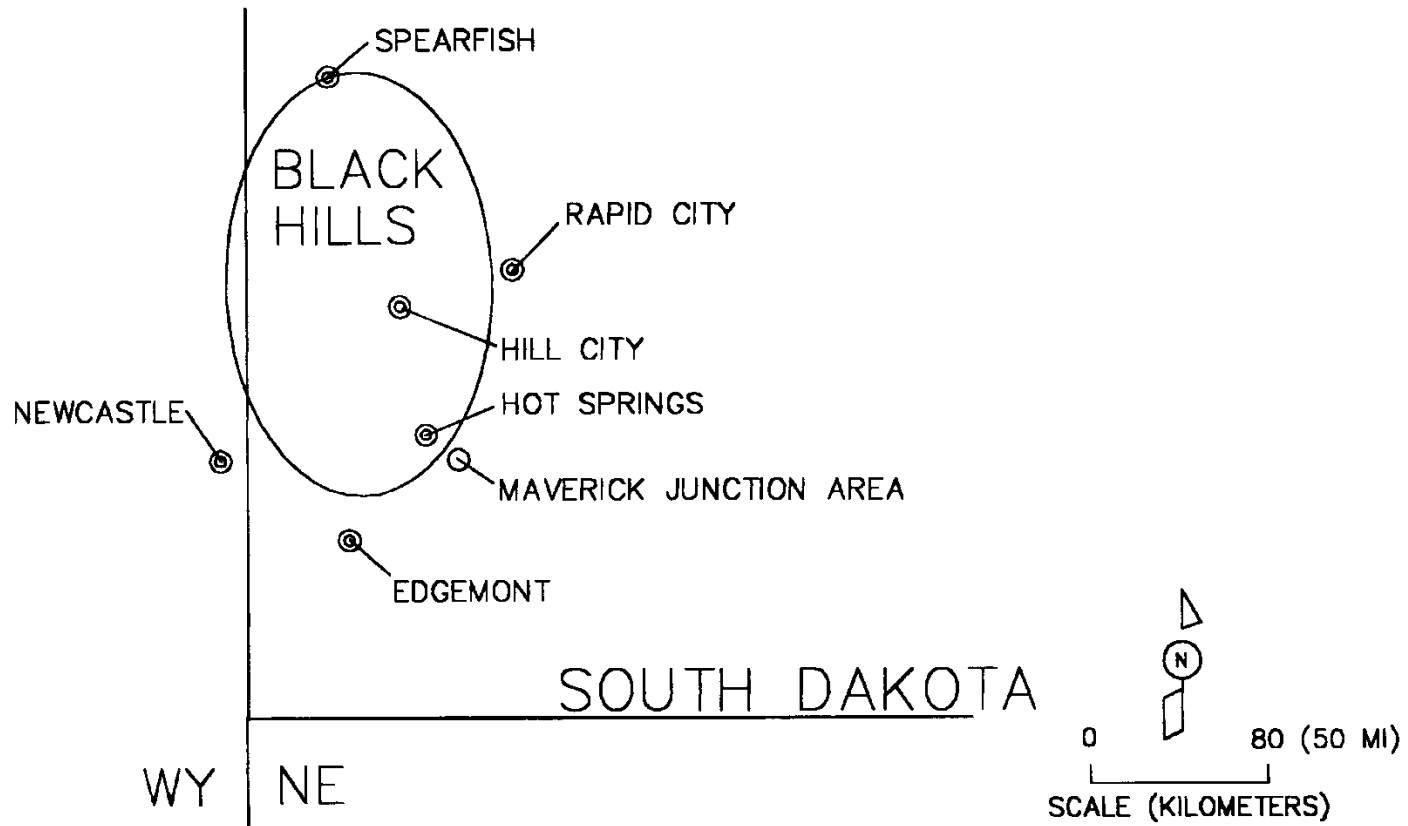 SPEARFISH
BLACK
HILLS
RAPID CITY
HILL CITY
HOT SPRINGS
NEWCASTLE
MAVERICK JUNCTION AREA
EDGEMONT
N
SOUTH DAKOTA
0 80 (50 MI)
WY NE
SCALE (KILOMETERS)